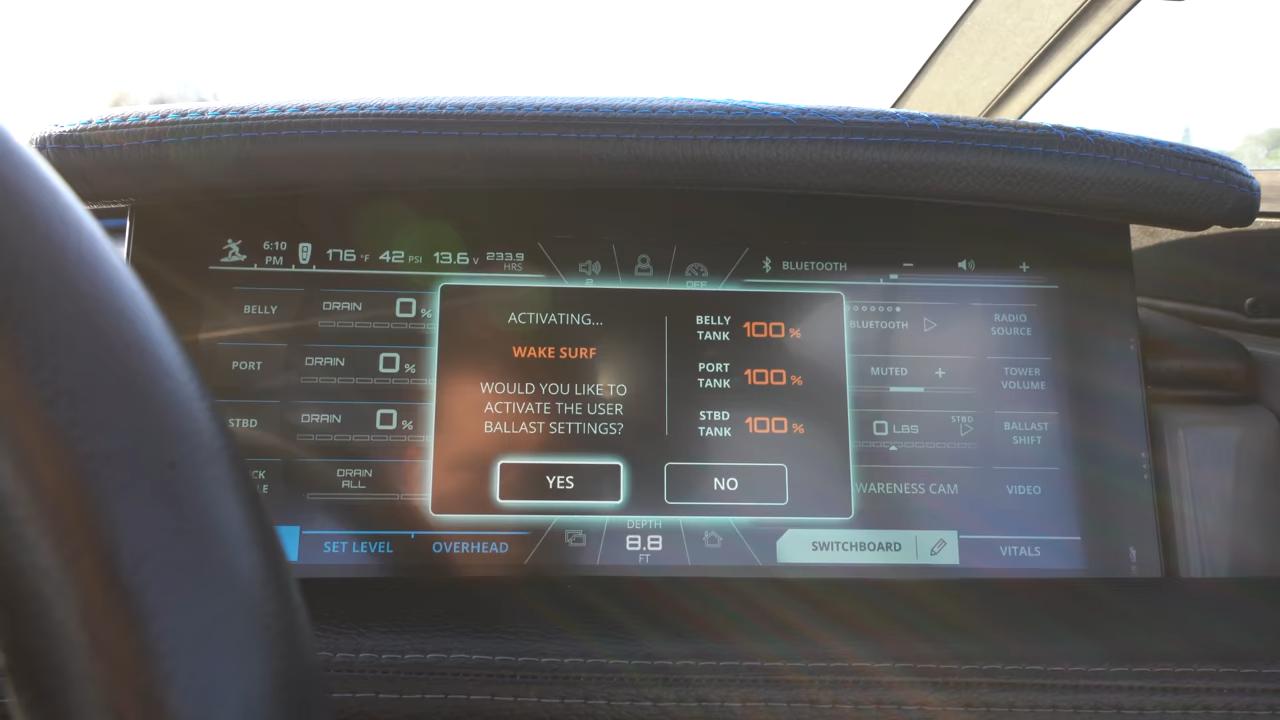 6:10
PM
176 °F 42 PSI 13.6 V 233.9
HRS
BLUETOOTH
OFF
BELLY
DRAIN 0%
PORT
DRAIN 0%
STBD
DRAIN 0%
DRAIN
ALL
ACTIVATING...
WAKE SURF
WOULD YOU LIKE TO
ACTIVATE THE USER
BALLAST SETTINGS?
BELLY
TANK 100%
PORT
TANK 100%
STBD
TANK 100%
YES
NO
BLUETOOTH
RADIO
SOURCE
MUTED +
TOWER
VOLUME
0 LBS
STBD
BALLAST
SHIFT
WARENESS CAM
VIDEO
SET LEVEL
OVERHEAD
DEPTH
8.8
FT
SWITCHBOARD
VITALS